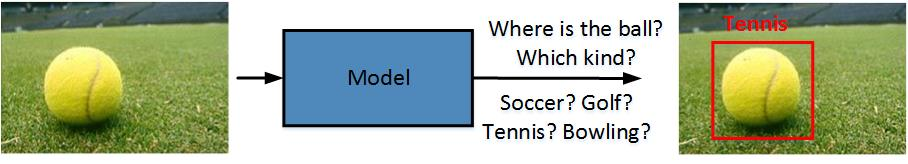 Model
Where is the ball?
Which kind?
Soccer? Golf?
Tennis? Bowling?
Tennis